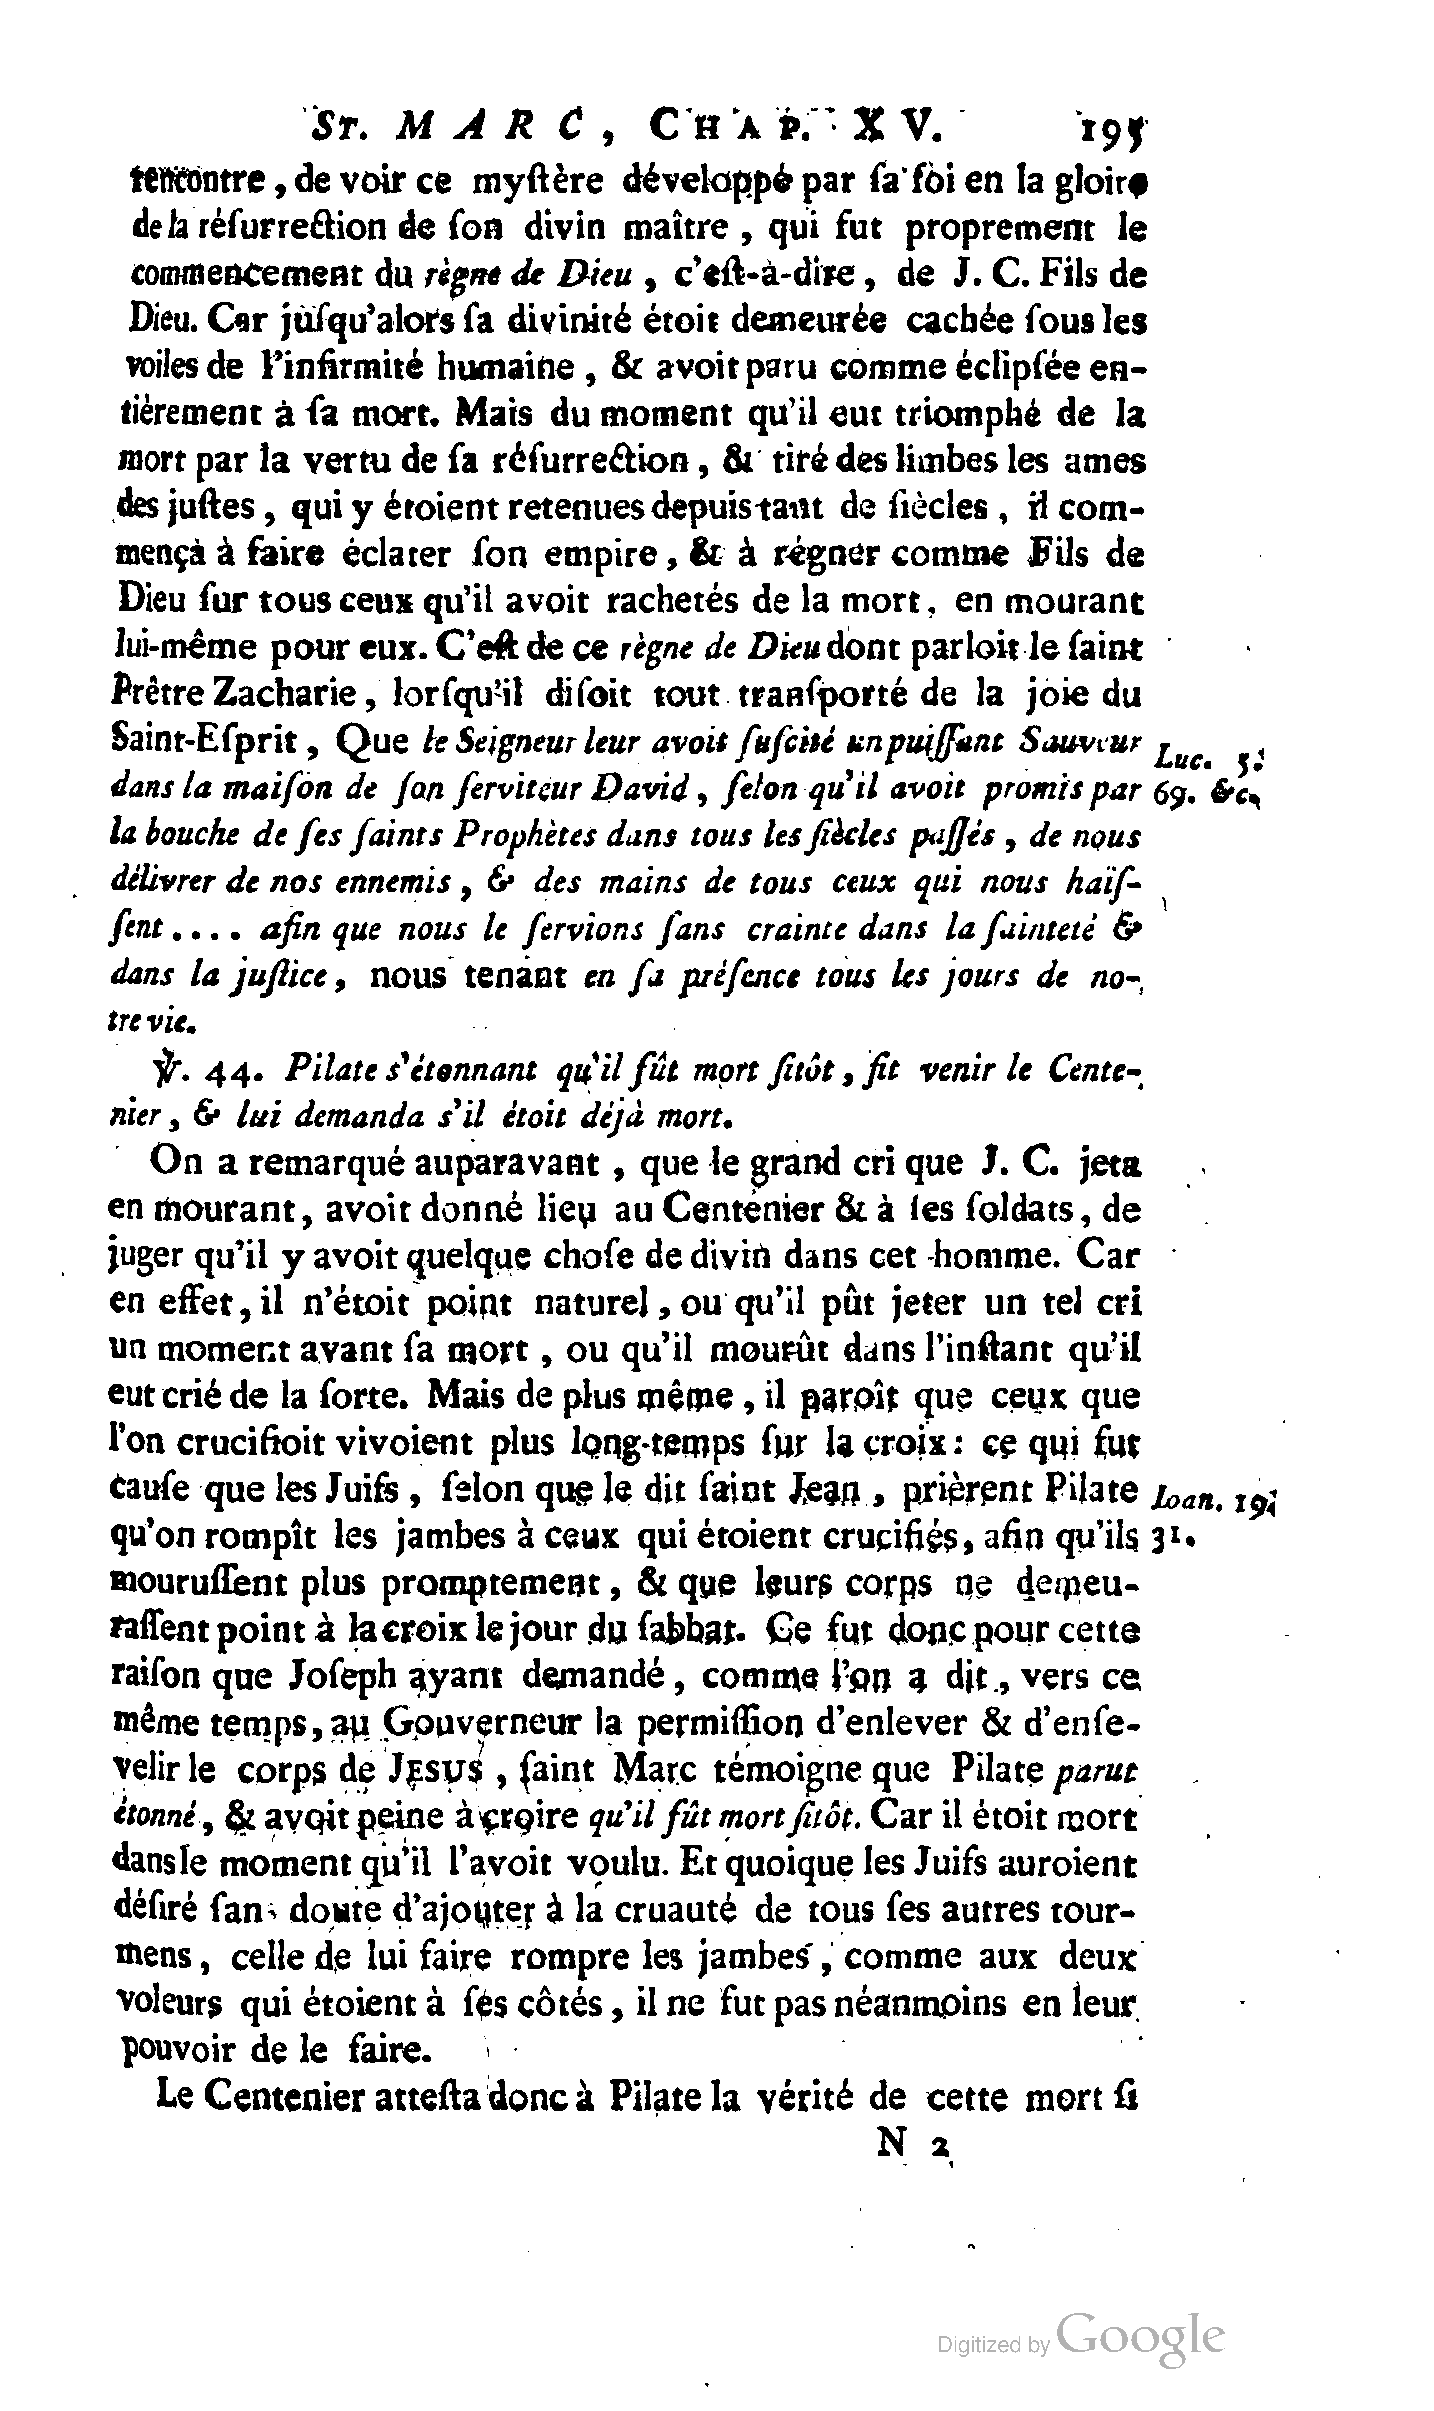 St. MARC, CHAP. XV. 195
rencontre, de voir ce myſtère développé par ſa foi en la gloire
de la réſurrection de ſon divin maître, qui fut proprement le
commencement du règne de Dieu, c'eſt-à-dire, de J. C. Fils de
Dieu. Car juſqu'alors ſa divinité étoit demeurée cachée ſous les
voiles de l'infirmité humaine, & avoit paru comme éclipſée en-
tièrement à ſa mort. Mais du moment qu'il eut triomphé de la
mort par la vertu de ſa réſurrection, & tiré des limbes les ames
des juſtes, qui y étoient retenues depuis tant de ſiècles, il com-
mençà à faire éclater ſon empire, & à régner comme Fils de
Dieu ſur tous ceux qu'il avoit rachetés de la mort, en mourant
lui-même pour eux. C'eſt de ce règne de Dieu dont parloit le ſaint
Prêtre Zacharie, lorſqu'il diſoit tout tranſporté de la joie du
Saint-Eſprit, Que le Seigneur leur avoit ſuſcité un puiſſant Sauveur
Luc. 5.
dans la maiſon de ſon ſerviteur David, ſelon qu'il avoit promis par
69. &c.
la bouche de ſes ſaints Prophètes dans tous les ſiècles paſſés, de nous
délivrer de nos ennemis, & des mains de tous ceux qui nous haïſ-
ſent.... afin que nous le ſervions ſans crainte dans la ſainteté &
dans la juſtice, nous tenant en ſa préſence tous les jours de no-
tre vie.
℣. 44. Pilate s'étonnant qu'il fût mort ſitôt, fit venir le Cente-
nier, & lui demanda s'il étoit déjà mort.
On a remarqué auparavant, que le grand cri que J. C. jeta
en mourant, avoit donné lieu au Centenier & à ſes ſoldats, de
juger qu'il y avoit quelque choſe de divin dans cet homme. Car
en effet, il n'étoit point naturel, ou qu'il pût jeter un tel cri
un moment avant ſa mort, ou qu'il mourût dans l'inſtant qu'il
eut crié de la ſorte. Mais de plus même, il paroît que ceux que
l'on crucifioit vivoient plus long-temps ſur la croix: ce qui fut
cauſe que les Juifs, ſelon que le dit ſaint Jean, prièrent Pilate
Joan. 19.
qu'on rompît les jambes à ceux qui étoient crucifiés, afin qu'ils
31.
mouruſſent plus promptement, & que leurs corps ne demeu-
raſſent point à la croix le jour du ſabbat. Ce fut donc pour cette
raiſon que Joſeph ayant demandé, comme l'on a dit, vers ce
même temps, au Gouverneur la permiſſion d'enlever & d'enſe-
velir le corps de JESUS, ſaint Marc témoigne que Pilate parut
étonné, & avoit peine à croire qu'il fût mort ſitôt. Car il étoit mort
dans le moment qu'il l'avoit voulu. Et quoique les Juifs auroient
déſiré ſans doute d'ajouter à la cruauté de tous ſes autres tour-
mens, celle de lui faire rompre les jambes, comme aux deux
voleurs qui étoient à ſes côtés, il ne fut pas néanmoins en leur
pouvoir de le faire.
Le Centenier atteſta donc à Pilate la vérité de cette mort ſi
N 2
Digitized by Google